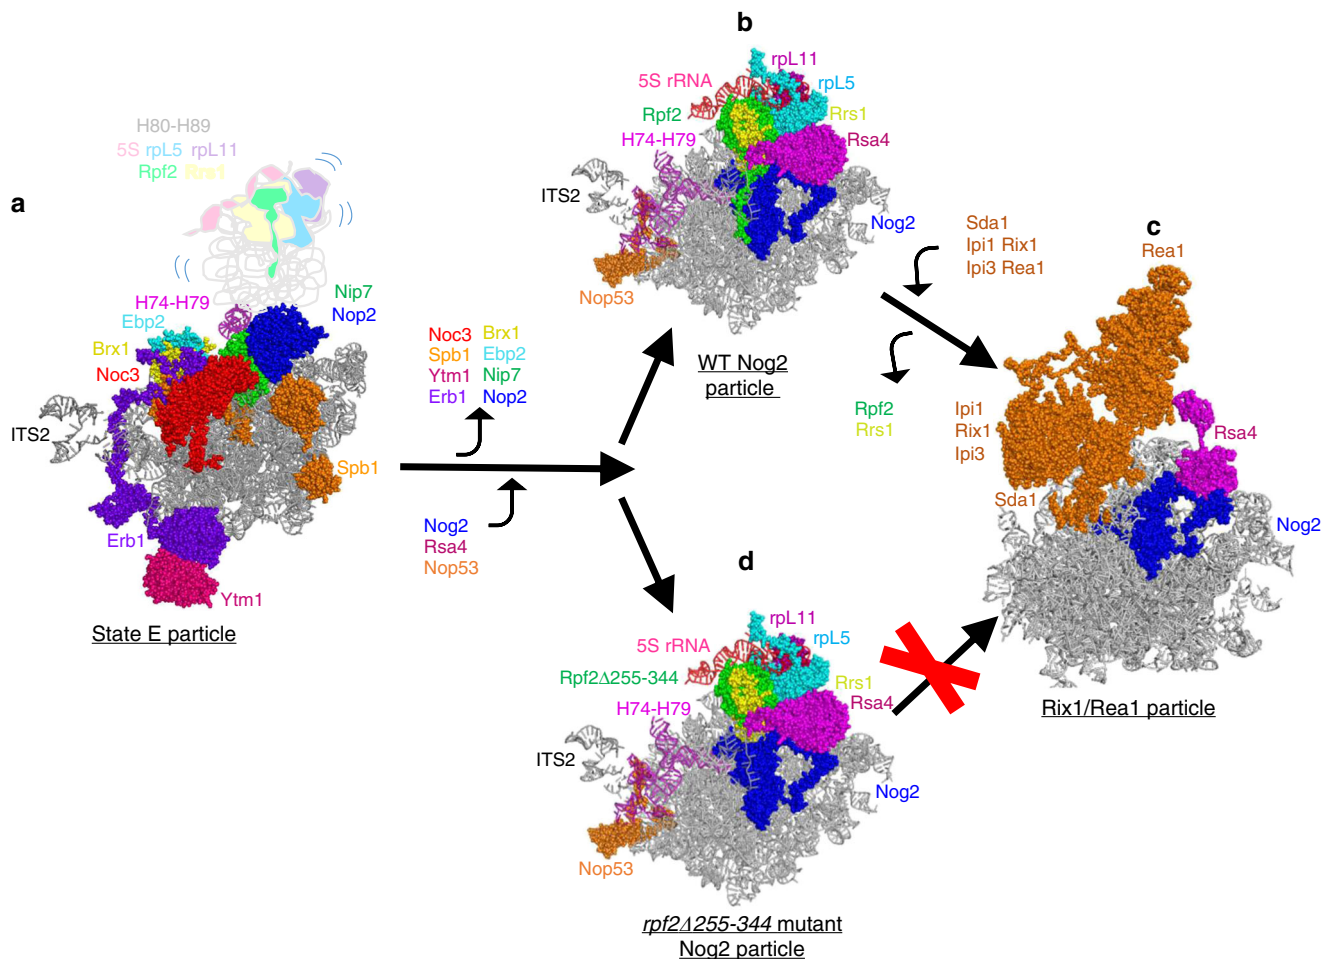 a
H80-H89
5S rpL5 rpL11
Rpf2 Rrs1
H74-H79
Ebp2
Brx1
Noc3
ITS2
Nip7
Nop2
Spb1
Erb1
Ytm1
State E particle
Noc3 Brx1
Spb1 Ebp2
Ytm1 Nip7
Erb1 Nop2
Nog2
Rsa4
Nop53
b
rpL11
5S rRNA
rpL5
Rpf2
Rrs1
H74-H79
Rsa4
ITS2
Nog2
Nop53
WT Nog2
particle
Sda1
Ipi1 Rix1
Ipi3 Rea1
Rpf2
Rrs1
c
Rea1
Ipi1
Rix1
Ipi3
Rsa4
Sda1
Nog2
Rix1/Rea1 particle
d
rpL11
5S rRNA
rpL5
Rpf2Δ255-344
Rrs1
H74-H79
Rsa4
ITS2
Nog2
Nop53
rpf2Δ255-344 mutant
Nog2 particle